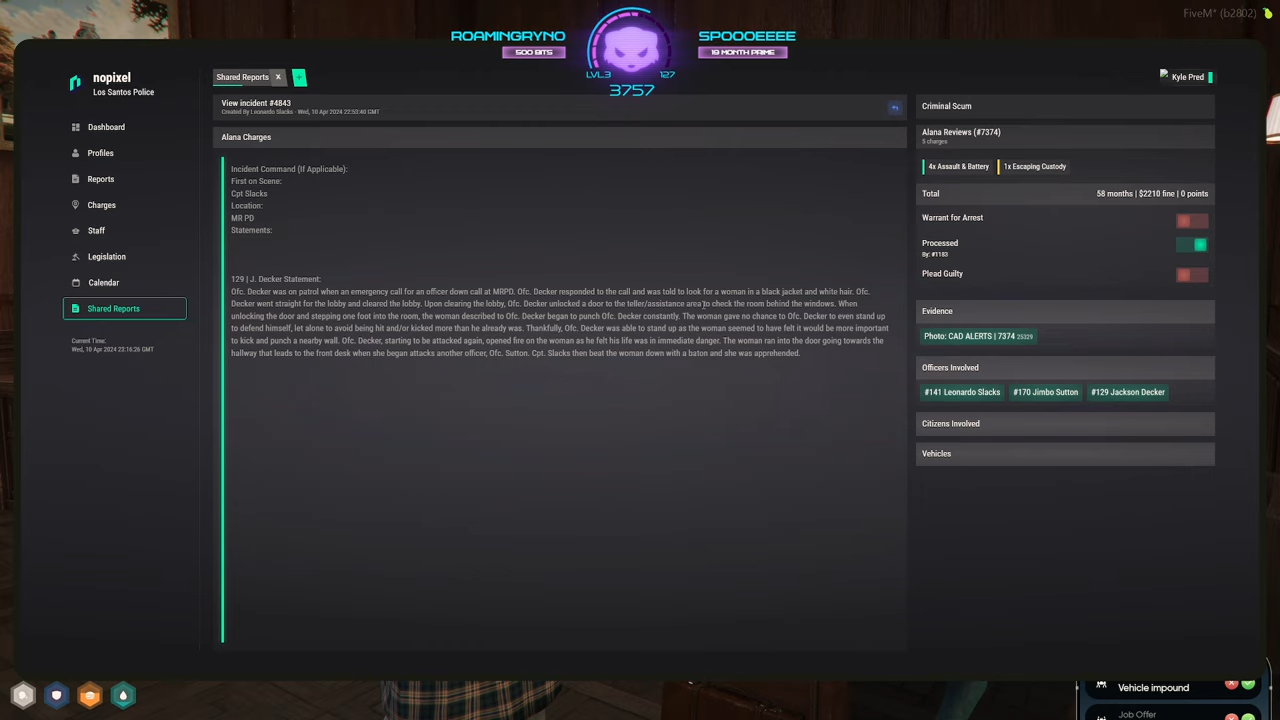 FiveM* (b2802)
ROAMINGRYNO
500 BITS
SPOOOEEEE
19 MONTH PRIME
LVL3
127
3757
nopixel
Los Santos Police
Dashboard
Profiles
Reports
Charges
Staff
Legislation
Calendar
Shared Reports
Current Time:
Wed, 10 Apr 2024 23:16:26 GMT
Shared Reports x +
Kyle Pred
View incident #4843
Created By Leonardo Slacks - Wed, 10 Apr 2024 22:53:40 GMT
Alana Charges
Incident Command (If Applicable):
First on Scene:
Cpt Slacks
Location:
MR PD
Statements:
129 | J. Decker Statement:
Ofc. Decker was on patrol when an emergency call for an officer down call at MRPD. Ofc. Decker responded to the call and was told to look for a woman in a black jacket and white hair. Ofc.
Decker went straight for the lobby and cleared the lobby. Upon clearing the lobby, Ofc. Decker unlocked a door to the teller/assistance area to check the room behind the windows. When
unlocking the door and stepping one foot into the room, the woman described to Ofc. Decker began to punch Ofc. Decker constantly. The woman gave no chance to Ofc. Decker to even stand up
to defend himself, let alone to avoid being hit and/or kicked more than he already was. Thankfully, Ofc. Decker was able to stand up as the woman seemed to have felt it would be more important
to kick and punch a nearby wall. Ofc. Decker, starting to be attacked again, opened fire on the woman as he felt his life was in immediate danger. The woman ran into the door going towards the
hallway that leads to the front desk when she began attacks another officer, Ofc. Sutton. Cpt. Slacks then beat the woman down with a baton and she was apprehended.
Criminal Scum
Alana Reviews (#7374)
5 charges
4x Assault & Battery
1x Escaping Custody
Total
58 months | $2210 fine | 0 points
Warrant for Arrest
Processed
By: #1183
Plead Guilty
Evidence
Photo: CAD ALERTS | 7374 25329
Officers Involved
#141 Leonardo Slacks
#170 Jimbo Sutton
#129 Jackson Decker
Citizens Involved
Vehicles
Vehicle impound
Job Offer